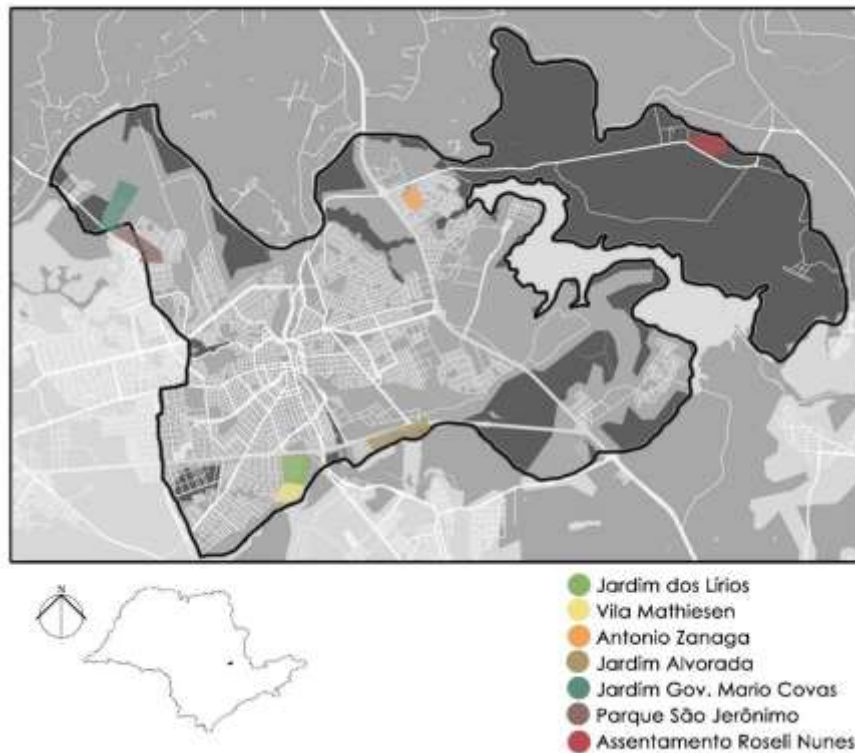 N
Jardim dos Lírios
Vila Mathiesen
Antonio Zanaga
Jardim Alvorada
Jardim Gov. Mario Covas
Parque São Jerônimo
Assentamento Roseli Nunes